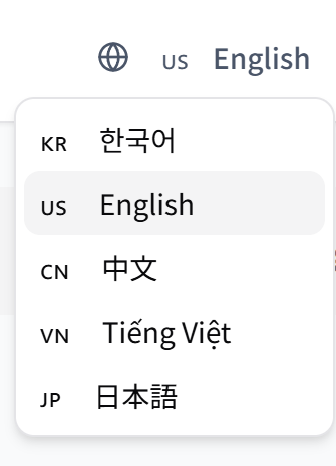 US English
KR 한국어
US English
CN 中文
VN Tiếng Việt
JP 日本語